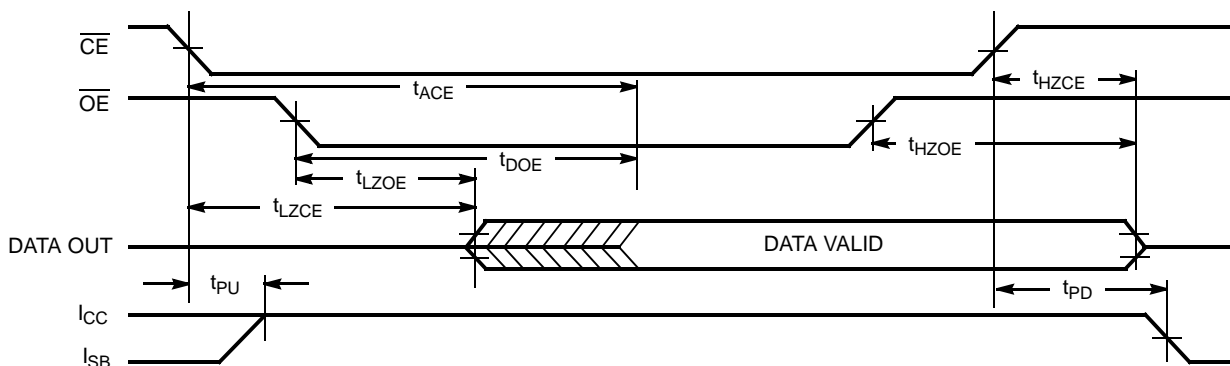 CE
tACE
tHZCE
OE
tHZOE
tDOE
tLZOE
tLZCE
DATA OUT
DATA VALID
tPU
tPD
ICC
ISB